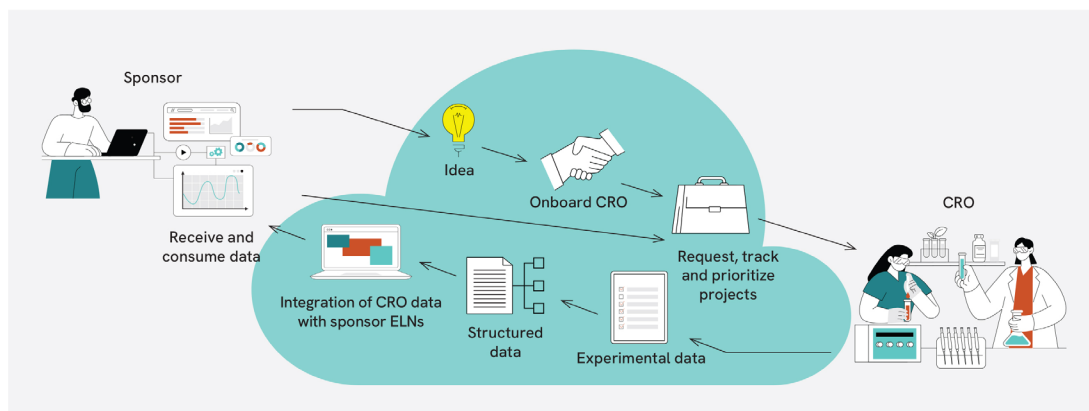 Sponsor
Idea
Onboard CRO
CRO
Request, track
and prioritize
projects
Receive and
consume data
Integration of CRO data
with sponsor ELNs
Structured
data
Experimental data